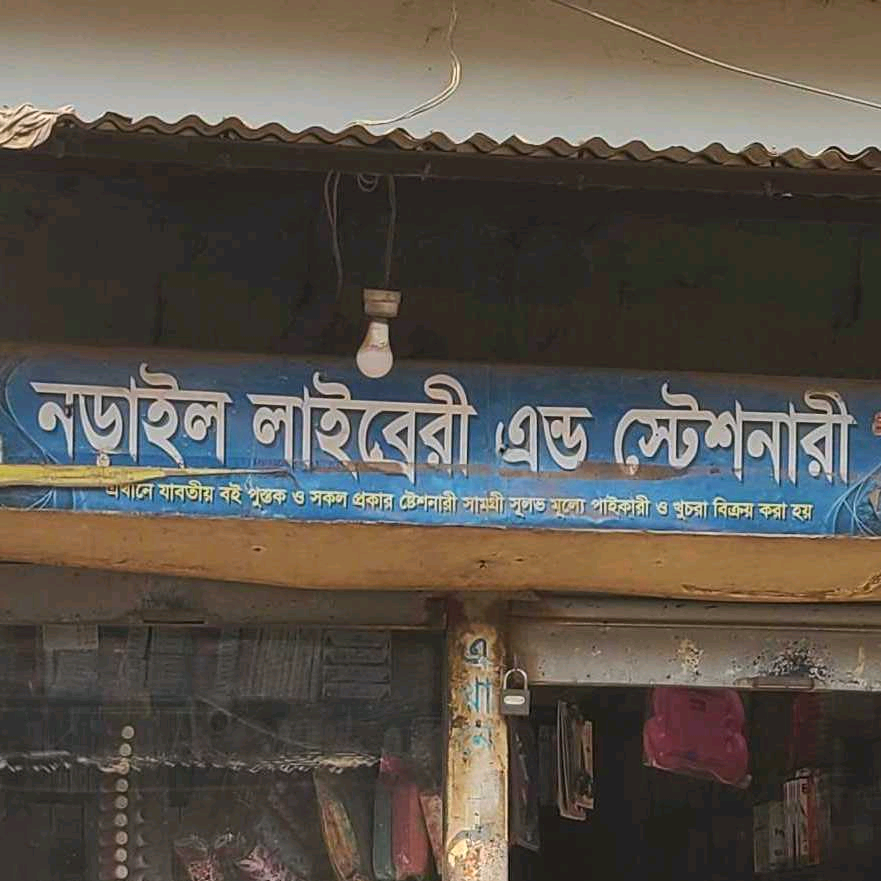 নড়াইল লাইব্রেরী এন্ড স্টেশনারী
এখানে যাবতীয় বই পুস্তক ও সকল প্রকার ষ্টেশনারী সামগ্রী সুলভ মূল্যে পাইকারী ও খুচরা বিক্রয় করা হয়
এখানে